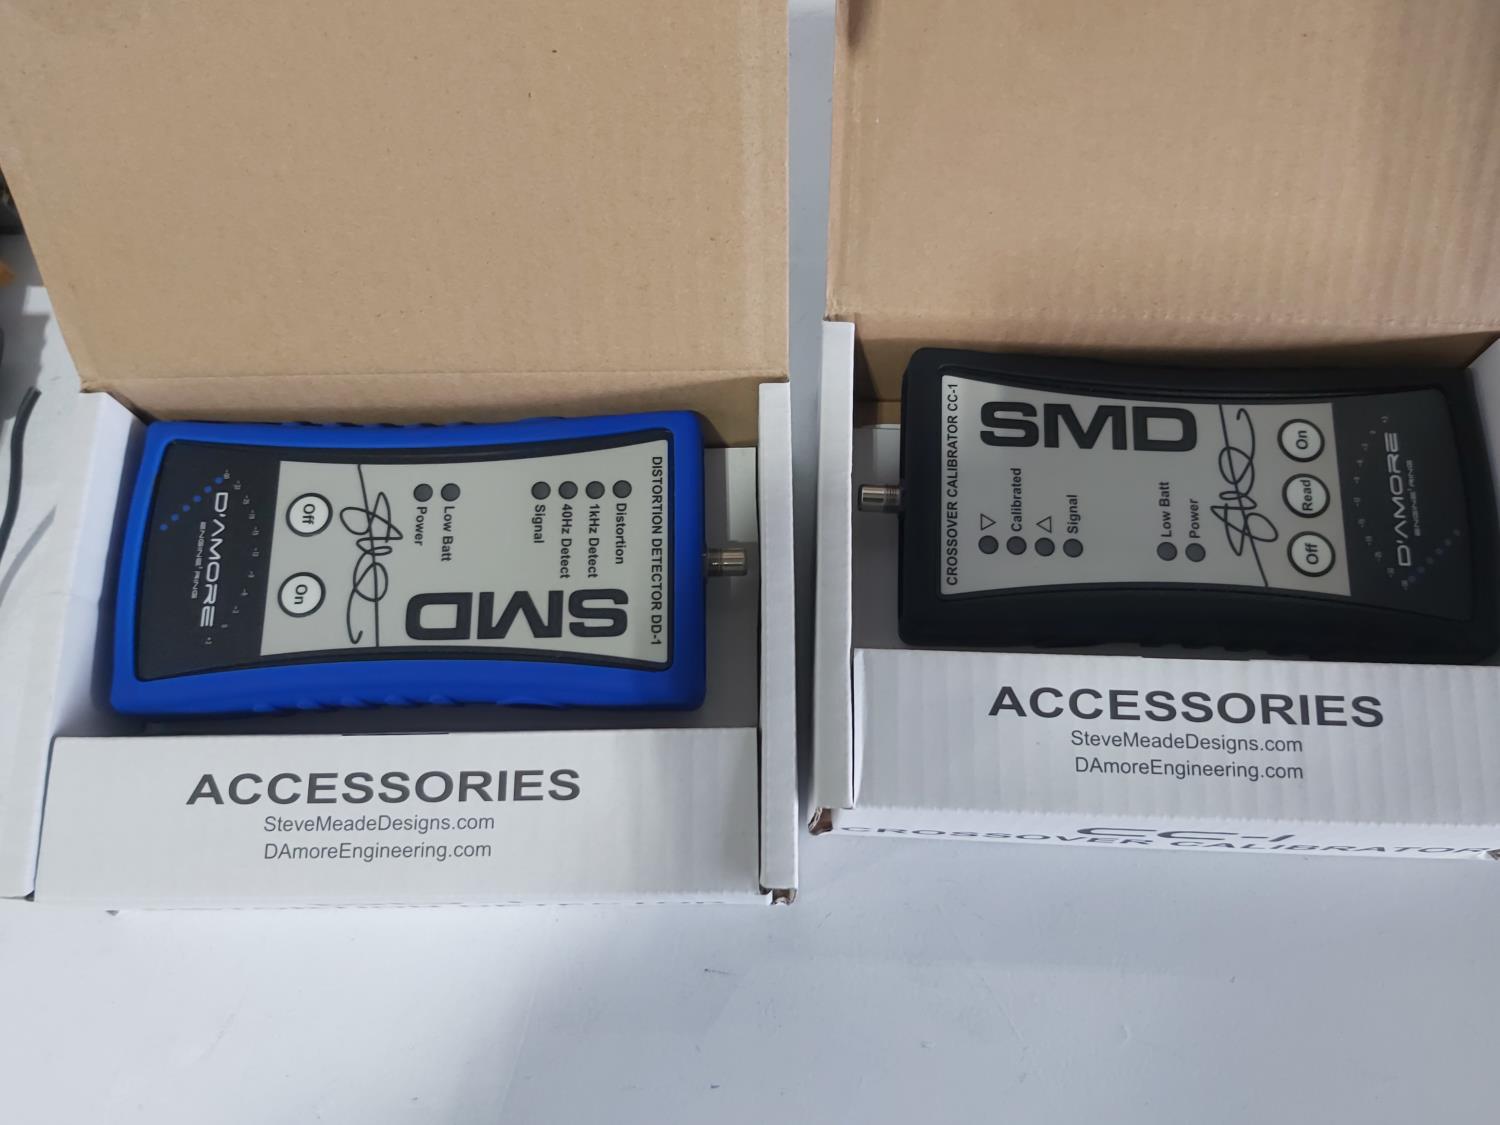 DISTORTION DETECTOR DD-1
SMD
Distortion
1kHz Detect
40Hz Detect
Signal
Low Batt
Power
Off
On
D'AMORE
ENGINEERING
ACCESSORIES
SteveMeadeDesigns.com
DAmoreEngineering.com
CROSSOVER CALIBRATOR CC-1
SMD
Calibrated
Signal
Low Batt
Power
On
Read
Off
D'AMORE
ENGINEERING
ACCESSORIES
SteveMeadeDesigns.com
DAmoreEngineering.com
CC-1
CROSSOVER CALIBRATOR